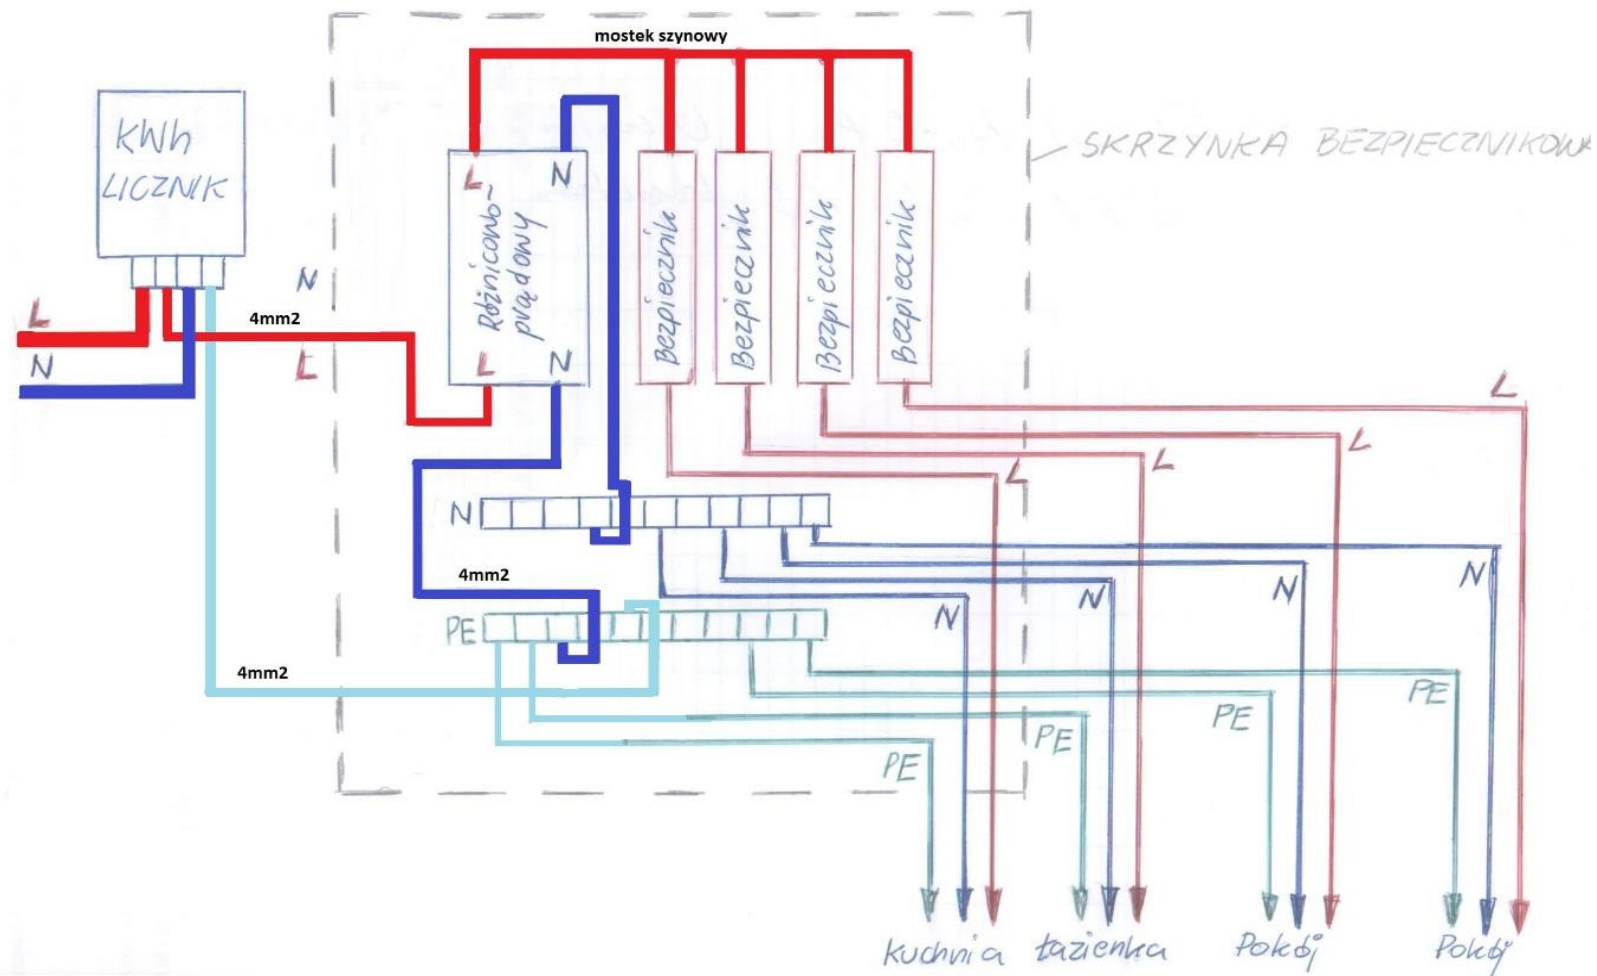 mostek szynowy
kWh
LICZNIK
SKRZYNKA BEZPIECZNIKOWA
L
N
L
N
Różnicowo-
prądowy
L
N
Bezpiecznik
Bezpiecznik
Bezpiecznik
Bezpiecznik
N
L
4mm2
L
N
L
L
L
L
N
4mm2
N
N
N
N
PE
4mm2
PE
PE
PE
PE
Kuchnia
Łazienka
Pokój
Pokój